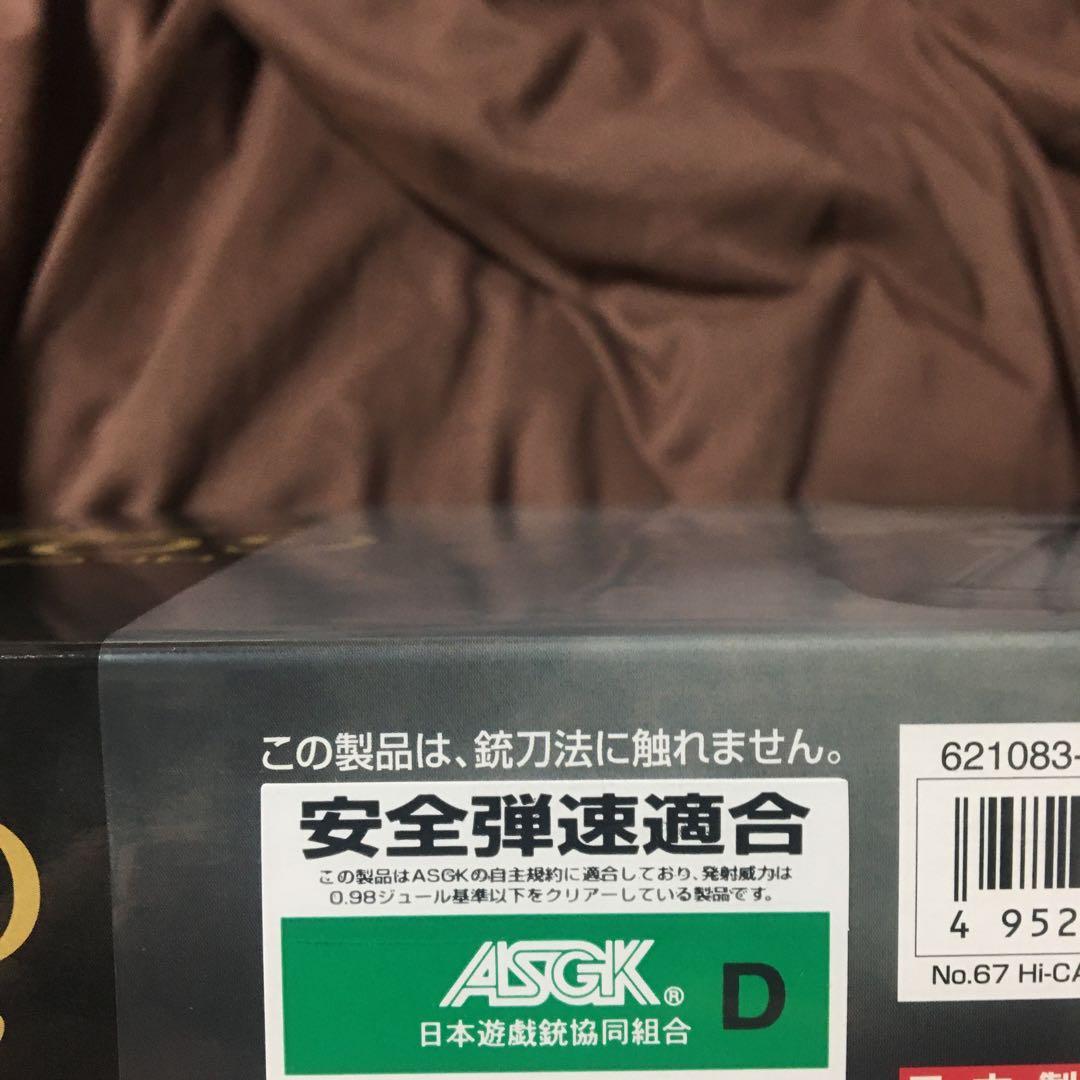 この製品は、銃刀法に触れません。
安全弾速適合
この製品はASGKの自主規約に適合しており、発射威力は
0.98ジュール基準以下をクリアーしている製品です。
ASGK® D
日本遊戯銃協同組合
621083-
4 952
No.67 Hi-CA